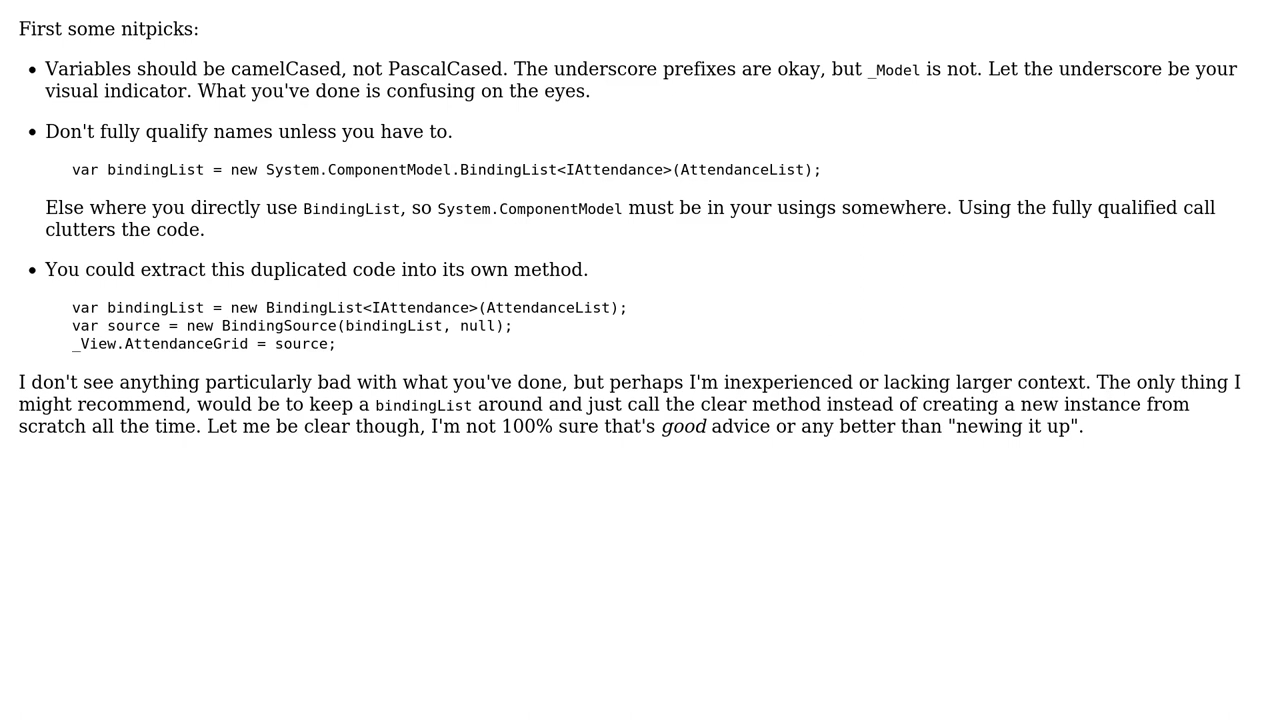 First some nitpicks:
Variables should be camelCased, not PascalCased. The underscore prefixes are okay, but _Model is not. Let the underscore be your
visual indicator. What you've done is confusing on the eyes.
Don't fully qualify names unless you have to.
var bindingList = new System.ComponentModel.BindingList<IAttendance>(AttendanceList);
Else where you directly use BindingList, so System.ComponentModel must be in your usings somewhere. Using the fully qualified call
clutters the code.
You could extract this duplicated code into its own method.
var bindingList = new BindingList<IAttendance>(AttendanceList);
var source = new BindingSource(bindingList, null);
_View.AttendanceGrid = source;
I don't see anything particularly bad with what you've done, but perhaps I'm inexperienced or lacking larger context. The only thing I
might recommend, would be to keep a bindingList around and just call the clear method instead of creating a new instance from
scratch all the time. Let me be clear though, I'm not 100% sure that's good advice or any better than "newing it up".